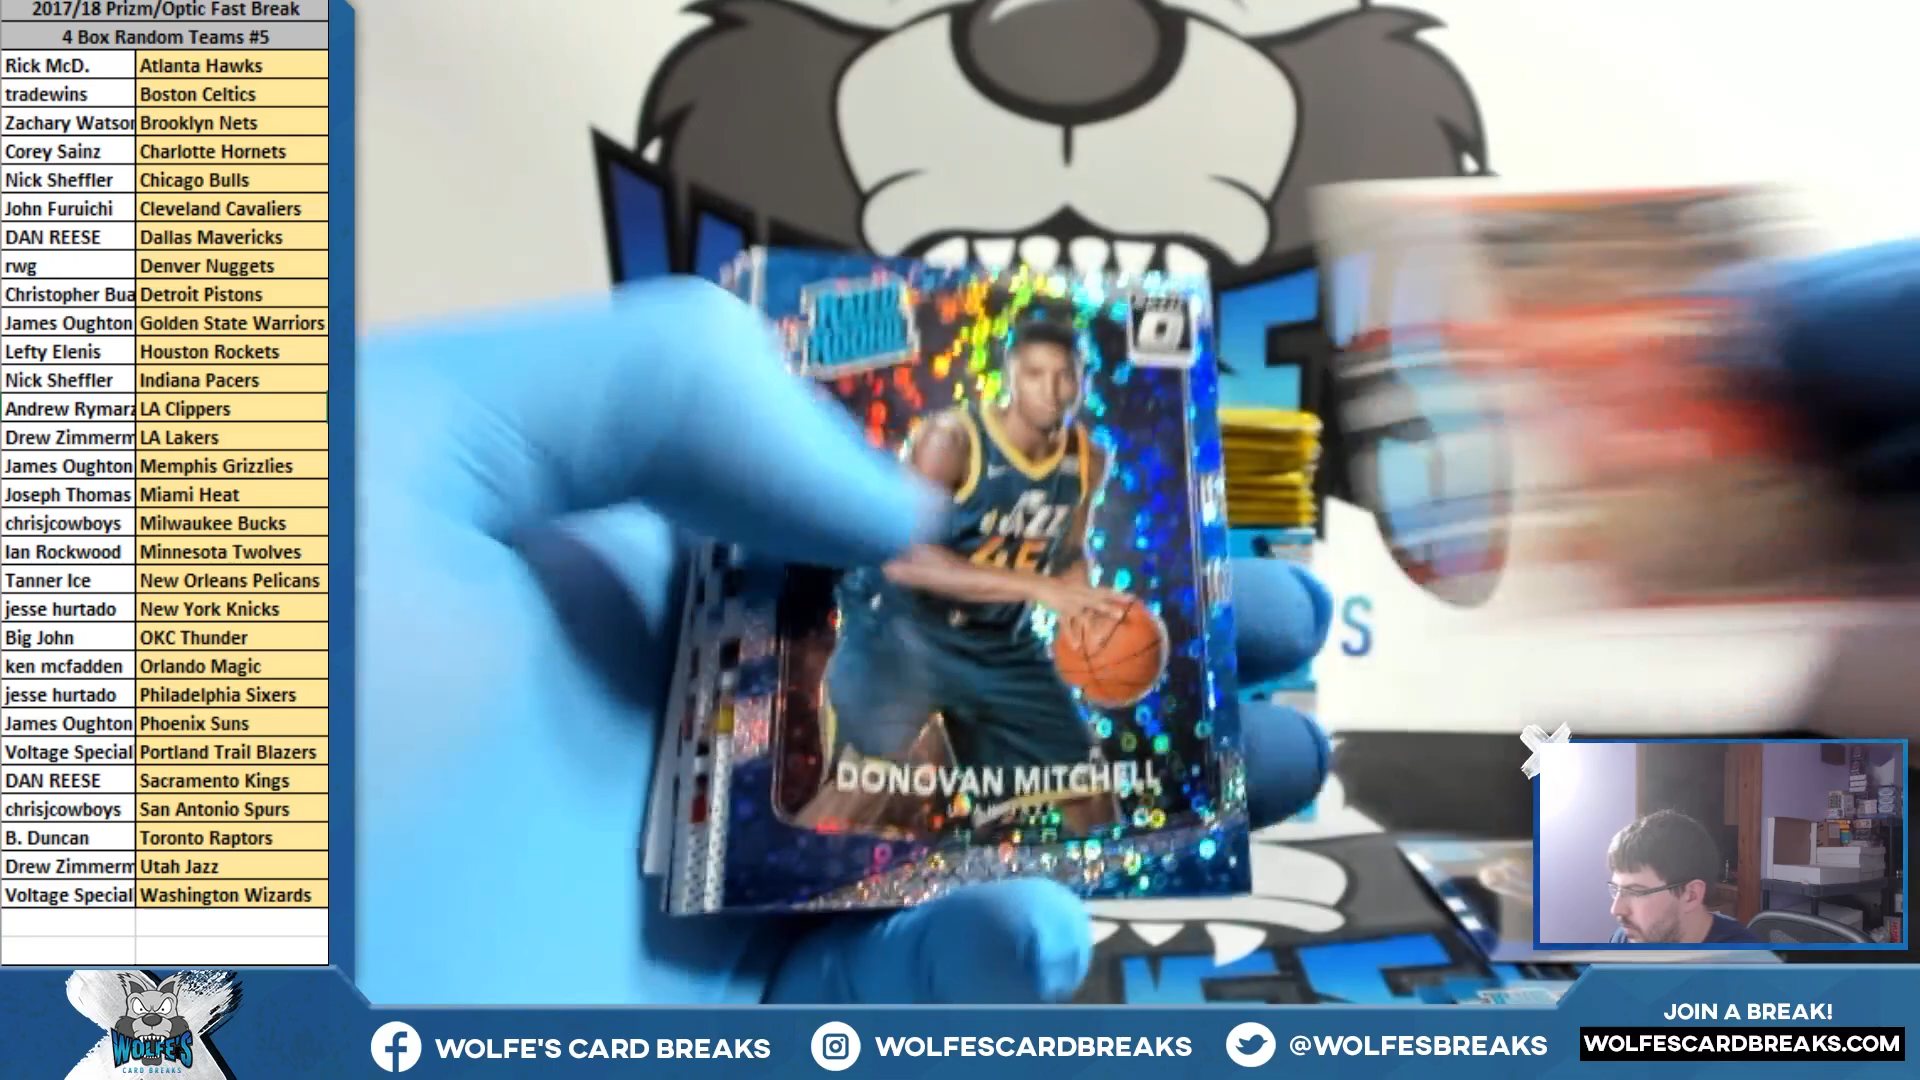 2017/18 Prizm/Optic Fast Break
4 Box Random Teams #5
Rick McD. Atlanta Hawks
tradewins Boston Celtics
Zachary Watson Brooklyn Nets
Corey Sainz Charlotte Hornets
Nick Sheffler Chicago Bulls
John Furuichi Cleveland Cavaliers
DAN REESE Dallas Mavericks
rwg Denver Nuggets
Christopher Bua Detroit Pistons
James Oughton Golden State Warriors
Lefty Elenis Houston Rockets
Nick Sheffler Indiana Pacers
Andrew Rymarz LA Clippers
Drew Zimmerm LA Lakers
James Oughton Memphis Grizzlies
Joseph Thomas Miami Heat
chrisjcowboys Milwaukee Bucks
Ian Rockwood Minnesota Twolves
Tanner Ice New Orleans Pelicans
jesse hurtado New York Knicks
Big John OKC Thunder
ken mcfadden Orlando Magic
jesse hurtado Philadelphia Sixers
James Oughton Phoenix Suns
Voltage Special Portland Trail Blazers
DAN REESE Sacramento Kings
chrisjcowboys San Antonio Spurs
B. Duncan Toronto Raptors
Drew Zimmerm Utah Jazz
Voltage Special Washington Wizards
RATED ROOKIE
JAZZ
45
DONOVAN MITCHELL
S
WOLFE'S
CARD BREAKS
WOLFE'S CARD BREAKS
WOLFESCARDBREAKS
@WOLFESBREAKS
JOIN A BREAK!
WOLFESCARDBREAKS.COM